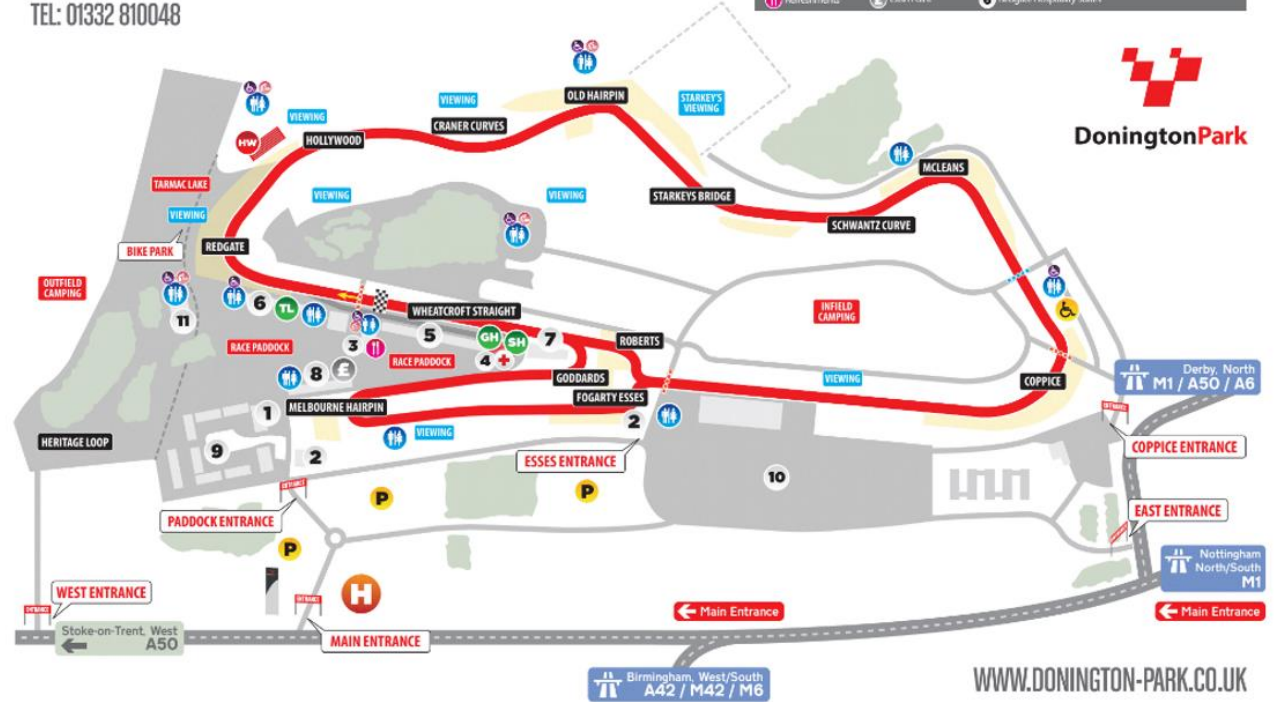 TEL: 01332 810048
OLD HAIRPIN
VIEWING
STARKEY'S
VIEWING
VIEWING
CRANER CURVES
HOLLYWOOD
HW
DoningtonPark
MCLEANS
TARMAC LAKE
VIEWING
VIEWING
STARKEYS BRIDGE
VIEWING
SCHWANTZ CURVE
BIKE PARK
REDGATE
OUTFIELD
CAMPING
6
TL
WHEATCROFT STRAIGHT
INFIELD
CAMPING
11
5
GH
SH
7
ROBERTS
RACE PADDOCK
3
RACE PADDOCK
4
8
£
GODDARDS
VIEWING
COPPICE
Derby, North
M1 / A50 / A6
FOGARTY ESSES
1
MELBOURNE HAIRPIN
2
VIEWING
HERITAGE LOOP
9
2
ESSES ENTRANCE
10
ENTRANCE
COPPICE ENTRANCE
ENTRANCE
P
P
PADDOCK ENTRANCE
EAST ENTRANCE
ENTRANCE
P
Nottingham
North/South
M1
WEST ENTRANCE
ENTRANCE
H
ENTRANCE
Main Entrance
Main Entrance
Stoke-on-Trent, West
A50
MAIN ENTRANCE
Birmingham, West/South
A42 / M42 / M6
WWW.DONINGTON-PARK.CO.UK